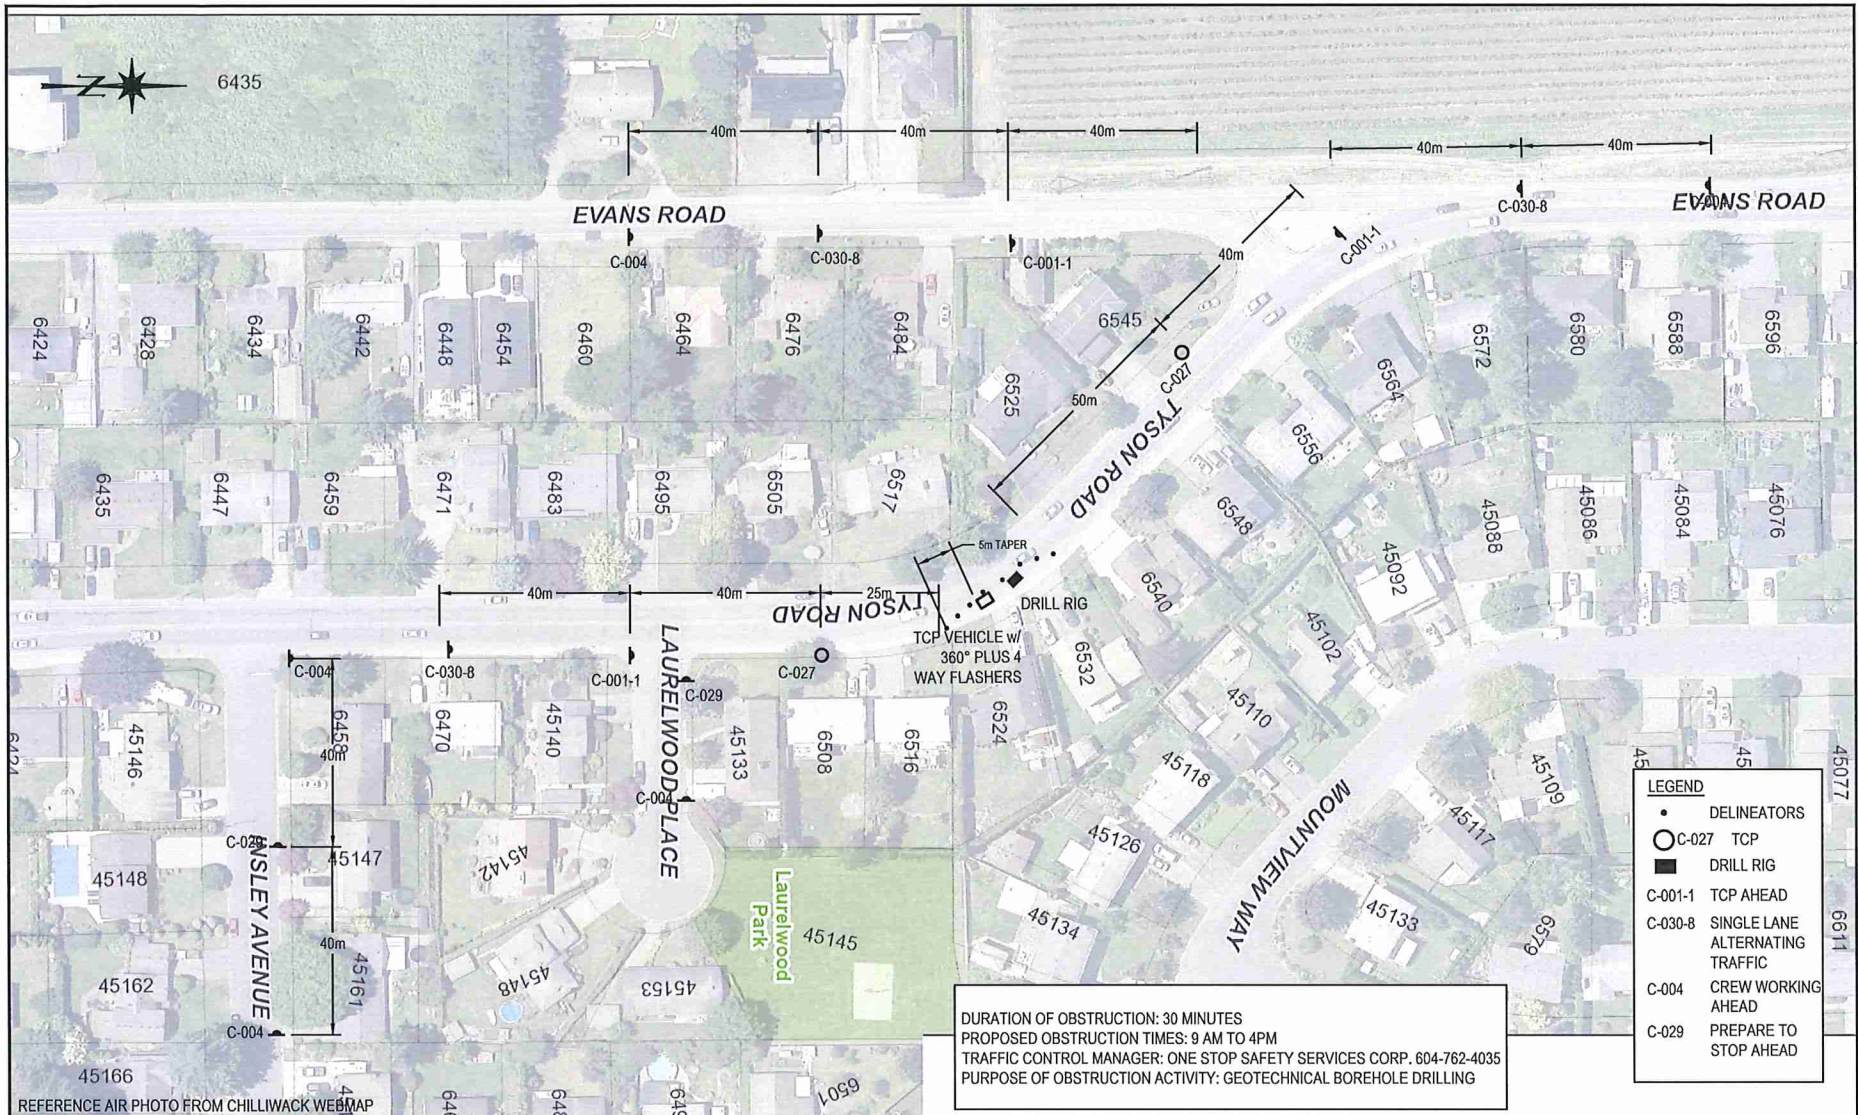 N
6435
40m
40m
40m
40m
40m
EVANS ROAD
EVANS ROAD
C-004
C-030-8
C-001-1
C-001-1
C-030-8
40m
6424
6428
6434
6442
6448
6454
6460
6464
6476
6484
6545
C-027
50m
6525
6572
6580
6588
6596
6564
6556
TYSON ROAD
6435
6447
6459
6471
6483
6495
6505
6517
6548
45088
45086
45084
45076
45092
5m TAPER
DRILL RIG
6540
40m
40m
25m
TYSON ROAD
TCP VEHICLE w/
360° PLUS 4
WAY FLASHERS
6532
45102
C-004
C-030-8
C-001-1
C-029
C-027
LAURELWOOD PLACE
6424
45146
6458
40m
6470
45140
45133
6508
6516
6524
45110
45118
C-004
MOUNTVIEW WAY
45109
45117
45
45
45077
45148
45147
45142
45126
INSLEY AVENUE
Laurelwood
Park
45145
45134
45133
6579
6611
40m
45162
45161
45148
45153
C-004
45166
6501
LEGEND
DELINEATORS
C-027 TCP
DRILL RIG
C-001-1 TCP AHEAD
C-030-8 SINGLE LANE
ALTERNATING
TRAFFIC
C-004 CREW WORKING
AHEAD
C-029 PREPARE TO
STOP AHEAD
DURATION OF OBSTRUCTION: 30 MINUTES
PROPOSED OBSTRUCTION TIMES: 9 AM TO 4PM
TRAFFIC CONTROL MANAGER: ONE STOP SAFETY SERVICES CORP. 604-762-4035
PURPOSE OF OBSTRUCTION ACTIVITY: GEOTECHNICAL BOREHOLE DRILLING
REFERENCE AIR PHOTO FROM CHILLIWACK WEBMAP